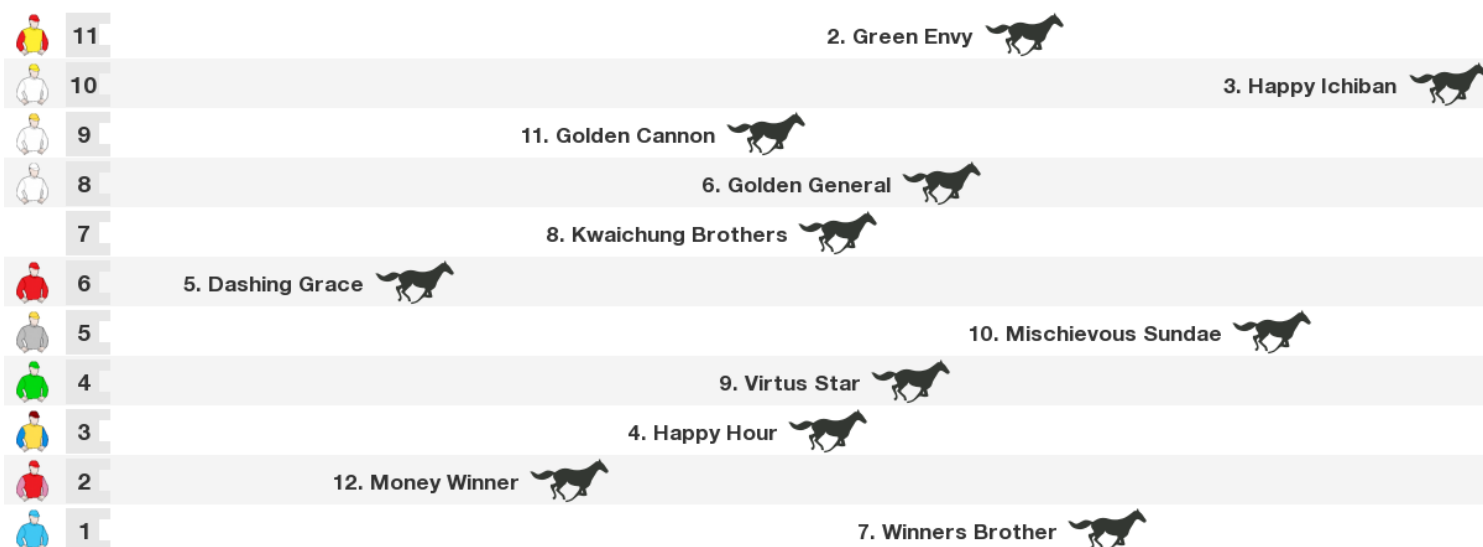 11 2. Green Envy
10 3. Happy Ichiban
9 11. Golden Cannon
8 6. Golden General
7 8. Kwaichung Brothers
6 5. Dashing Grace
5 10. Mischievous Sundae
4 9. Virtus Star
3 4. Happy Hour
2 12. Money Winner
1 7. Winners Brother